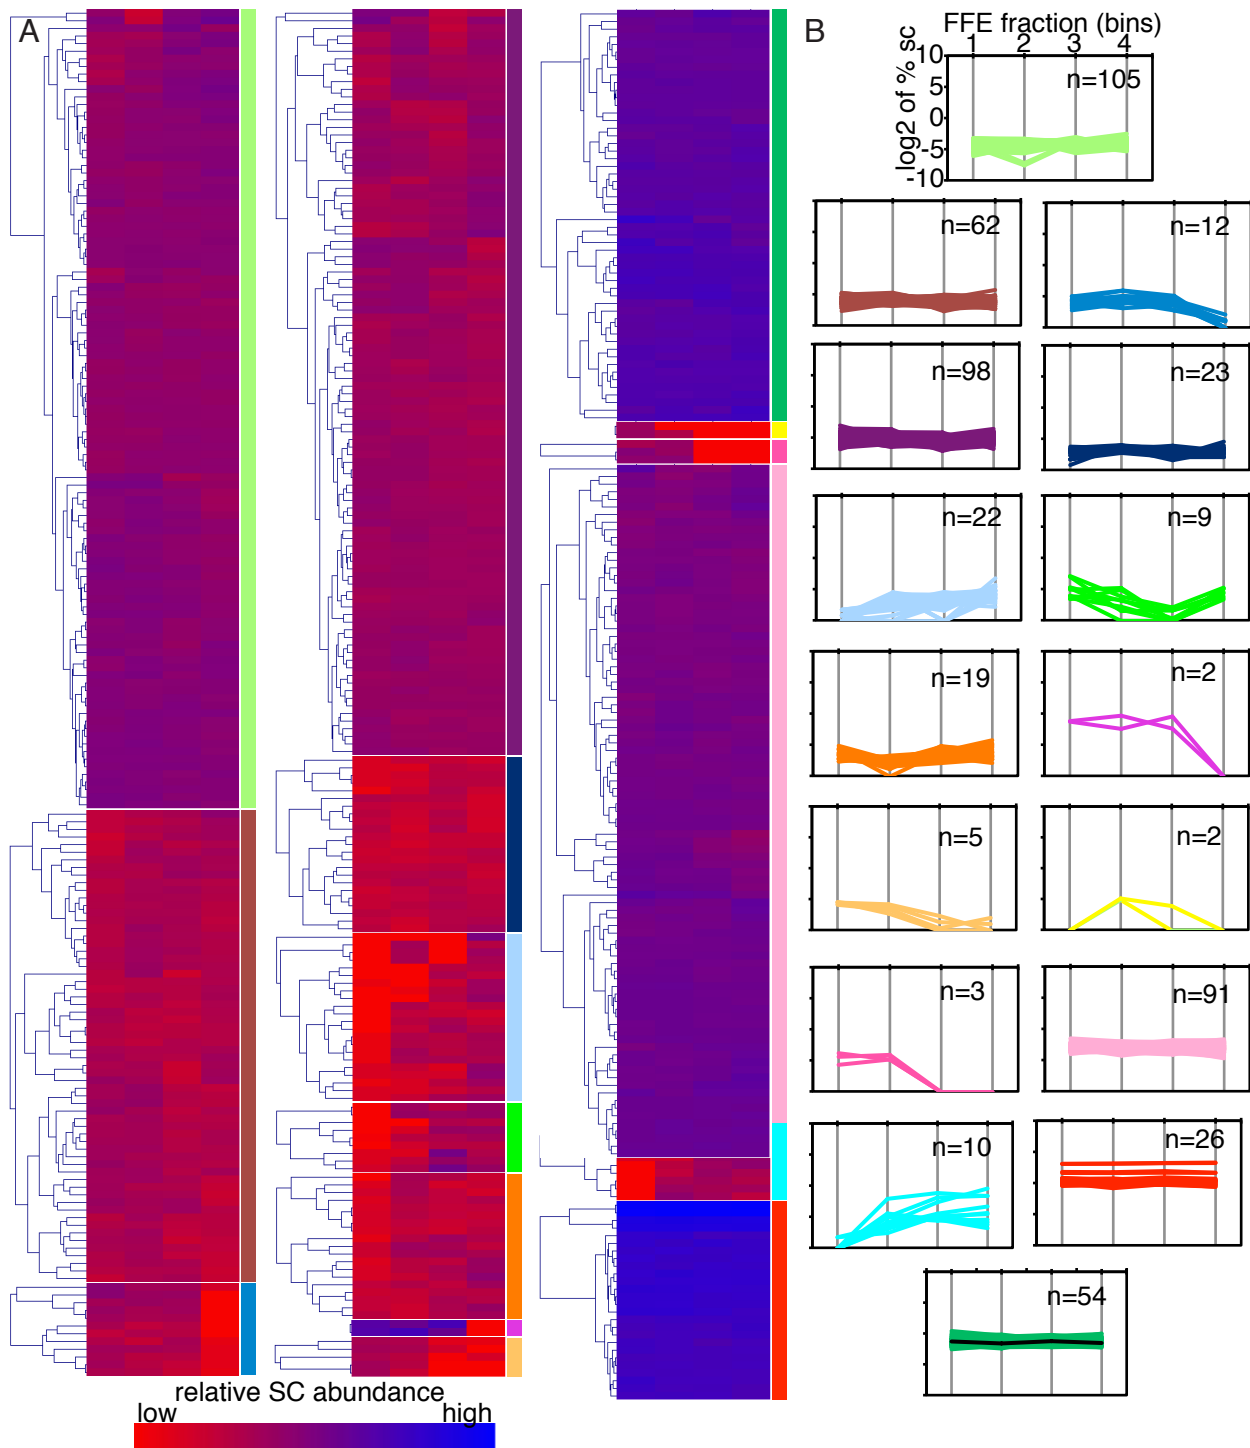 A
B
FFE fraction (bins)
1 2 3 4
-log2 of % sc
10
5
0
-5
-10
n=105
n=62
n=12
n=98
n=23
n=22
n=9
n=19
n=2
n=5
n=2
n=3
n=91
n=10
n=26
n=54
relative SC abundance
low high